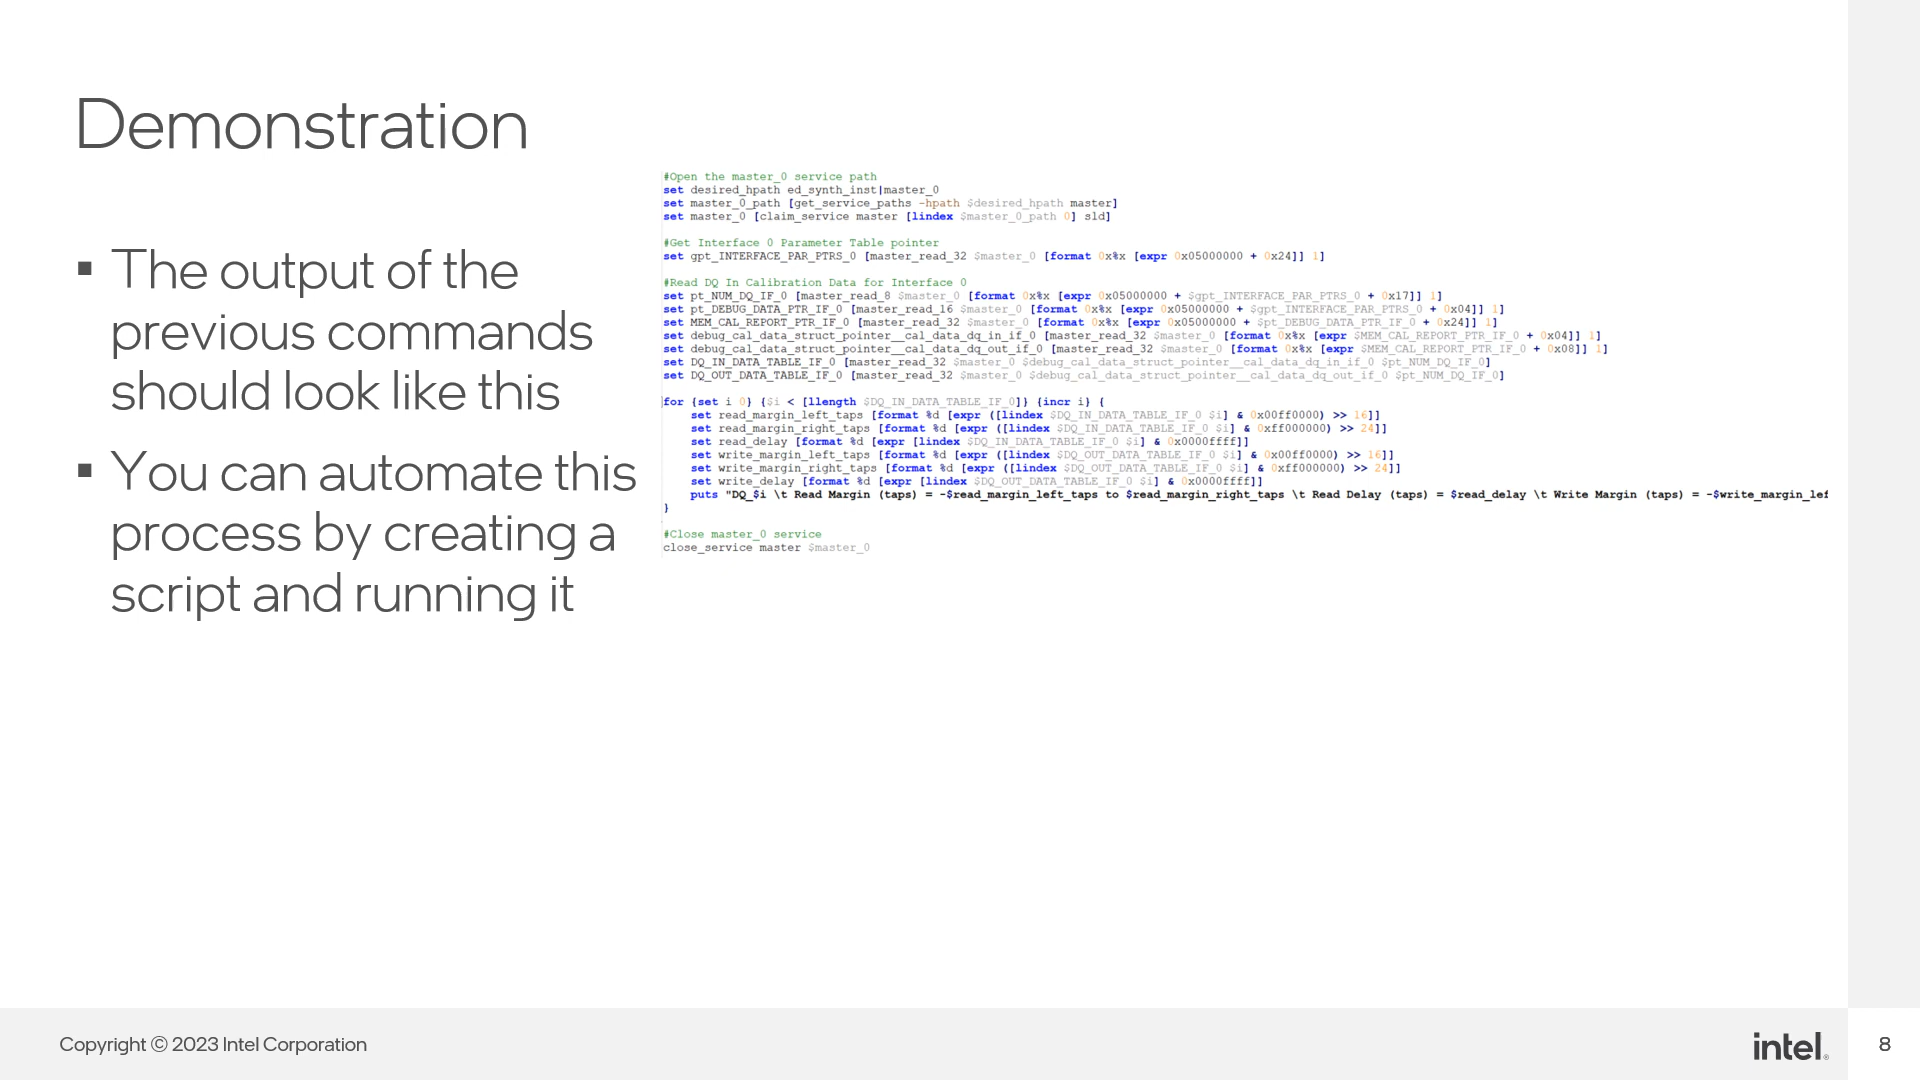 Demonstration
▪ The output of the
previous commands
should look like this
▪ You can automate this
process by creating a
script and running it
#Open the master_0 service path
set desired_hpath ed_synth_inst|master_0
set master_0_path [get_service_paths -hpath $desired_hpath master]
set master_0 [claim_service master [lindex $master_0_path 0] sld]
#Get Interface 0 Parameter Table pointer
set gpt_INTERFACE_PAR_PTRS_0 [master_read_32 $master_0 [format 0x%x [expr 0x05000000 + 0x24]] 1]
#Read DQ In Calibration Data for Interface 0
set pt_NUM_DQ_IF_0 [master_read_8 $master_0 [format 0x%x [expr 0x05000000 + $gpt_INTERFACE_PAR_PTRS_0 + 0x17]] 1]
set pt_DEBUG_DATA_PTR_IF_0 [master_read_16 $master_0 [format 0x%x [expr 0x05000000 + $gpt_INTERFACE_PAR_PTRS_0 + 0x04]] 1]
set MEM_CAL_REPORT_PTR_IF_0 [master_read_32 $master_0 [format 0x%x [expr 0x05000000 + $pt_DEBUG_DATA_PTR_IF_0 + 0x24]] 1]
set debug_cal_data_struct_pointer__cal_data_dq_in_if_0 [master_read_32 $master_0 [format 0x%x [expr $MEM_CAL_REPORT_PTR_IF_0 + 0x04]] 1]
set debug_cal_data_struct_pointer__cal_data_dq_out_if_0 [master_read_32 $master_0 [format 0x%x [expr $MEM_CAL_REPORT_PTR_IF_0 + 0x08]] 1]
set DQ_IN_DATA_TABLE_IF_0 [master_read_32 $master_0 $debug_cal_data_struct_pointer__cal_data_dq_in_if_0 $pt_NUM_DQ_IF_0]
set DQ_OUT_DATA_TABLE_IF_0 [master_read_32 $master_0 $debug_cal_data_struct_pointer__cal_data_dq_out_if_0 $pt_NUM_DQ_IF_0]
for {set i 0} {$i < [llength $DQ_IN_DATA_TABLE_IF_0]} {incr i} {
set read_margin_left_taps [format %d [expr ([lindex $DQ_IN_DATA_TABLE_IF_0 $i] & 0x00ff0000) >> 16]]
set read_margin_right_taps [format %d [expr ([lindex $DQ_IN_DATA_TABLE_IF_0 $i] & 0xff000000) >> 24]]
set read_delay [format %d [expr [lindex $DQ_IN_DATA_TABLE_IF_0 $i] & 0x0000ffff]]
set write_margin_left_taps [format %d [expr ([lindex $DQ_OUT_DATA_TABLE_IF_0 $i] & 0x00ff0000) >> 16]]
set write_margin_right_taps [format %d [expr ([lindex $DQ_OUT_DATA_TABLE_IF_0 $i] & 0xff000000) >> 24]]
set write_delay [format %d [expr [lindex $DQ_OUT_DATA_TABLE_IF_0 $i] & 0x0000ffff]]
puts "DQ_$i \t Read Margin (taps) = -$read_margin_left_taps to $read_margin_right_taps \t Read Delay (taps) = $read_delay \t Write Margin (taps) = -$write_margin_lef
}
#Close master_0 service
close_service master $master_0
Copyright © 2023 Intel Corporation
intel.
8